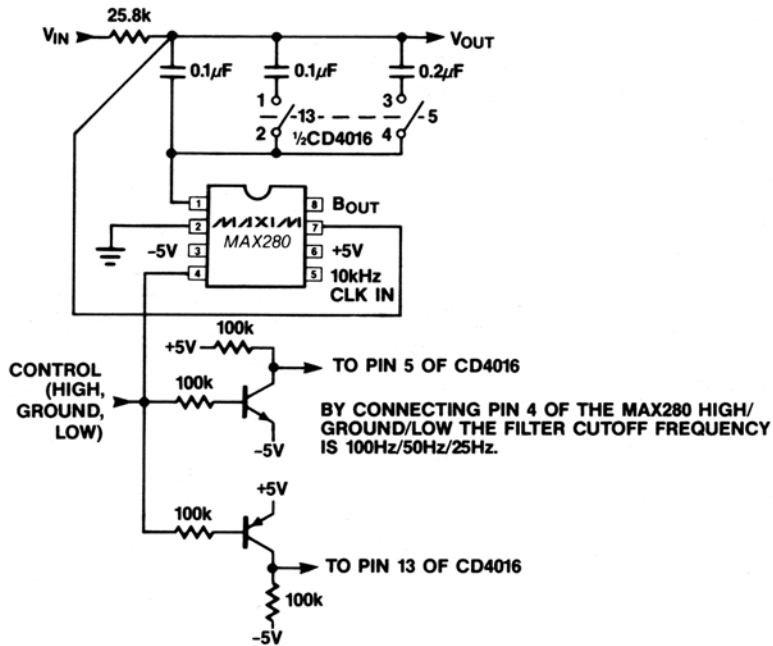 25.8k
VIN
VOUT
0.1µF
0.1µF
0.2µF
1
2
-13-
½CD4016
3
4
-5
1
2
3
4
8
7
6
5
MAXIM
MAX280
BOUT
-5V
+5V
10kHz
CLK IN
100k
+5V
TO PIN 5 OF CD4016
CONTROL
(HIGH,
GROUND,
LOW)
100k
-5V
BY CONNECTING PIN 4 OF THE MAX280 HIGH/
GROUND/LOW THE FILTER CUTOFF FREQUENCY
IS 100Hz/50Hz/25Hz.
+5V
100k
TO PIN 13 OF CD4016
100k
-5V